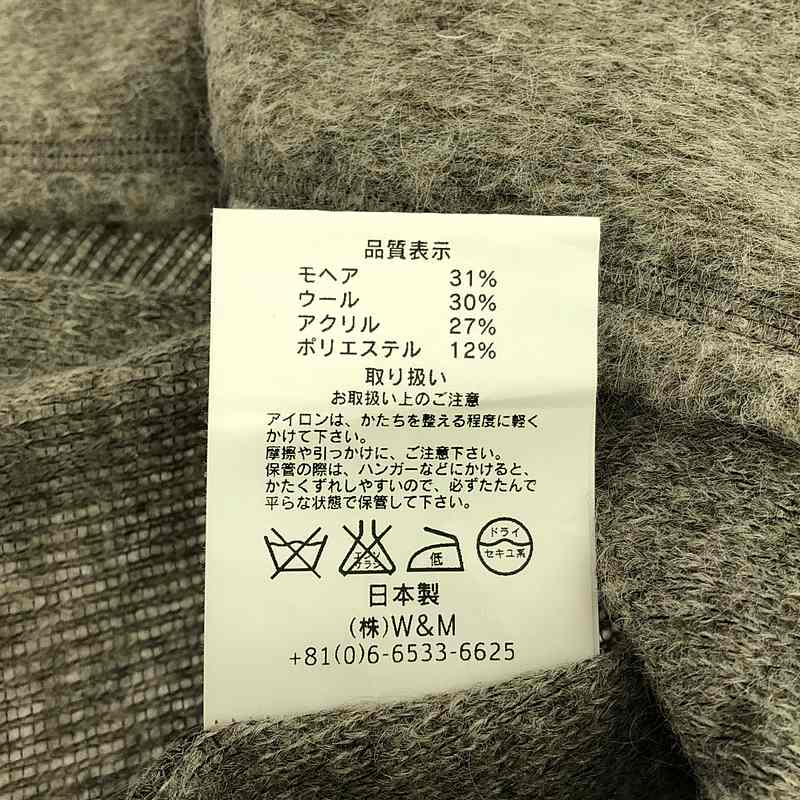 品質表示
モヘア 31%
ウール 30%
アクリル 27%
ポリエステル 12%
取り扱い
お取扱い上のご注意
アイロンは、かたちを整える程度に軽く
かけて下さい。
摩擦や引っかけに、ご注意下さい。
保管の際は、ハンガーなどにかけると、
かたくずれしやすいので、必ずたたんで
平らな状態で保管して下さい。
エンソ
サラシ
低
ドライ
セキユ系
日本製
(株)W&M
+81(0)6-6533-6625